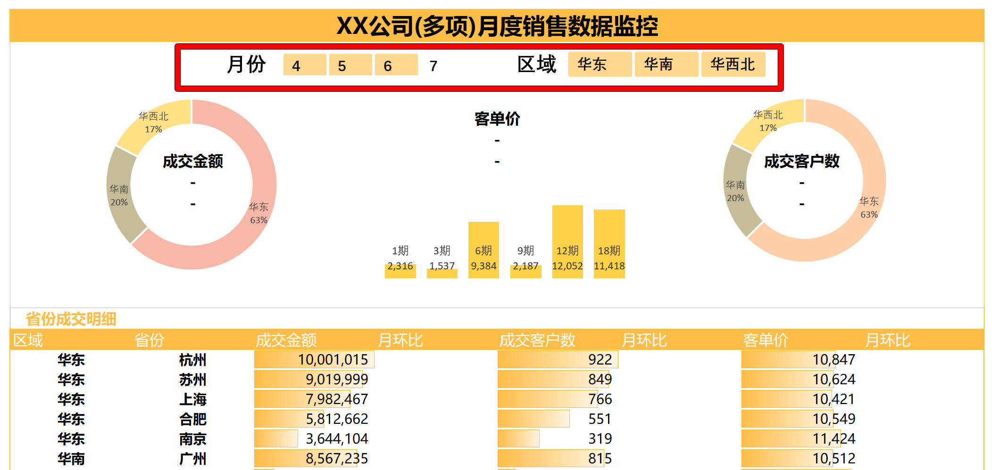 XX公司(多项)月度销售数据监控
月份 4 5 6 7 区域 华东 华南 华西北
华西北
17%
华南
20%
华东
63%
成交金额
-
-
客单价
-
-
1期 3期 6期 9期 12期 18期
2,316 1,537 9,384 2,187 12,052 11,418
华西北
17%
华南
20%
华东
63%
成交客户数
-
-
省份成交明细
区域 省份 成交金额 月环比 成交客户数 月环比 客单价 月环比
华东 杭州 10,001,015 922 10,847
华东 苏州 9,019,999 849 10,624
华东 上海 7,982,467 766 10,421
华东 合肥 5,812,662 551 10,549
华东 南京 3,644,104 319 11,424
华南 广州 8,567,235 815 10,512